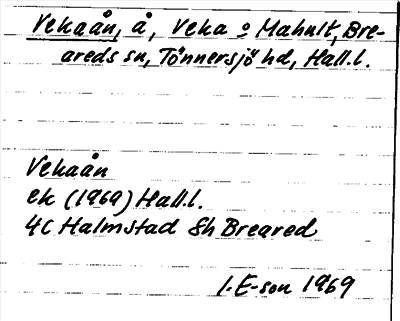 Vekaån, å, Veka o Mahult, Bre-
areds sn, Tönnersjö hd, Hall. l.
Vekaån
ek (1969) Hall. l.
4C Halmstad 8h Breared
I. E-son 1969